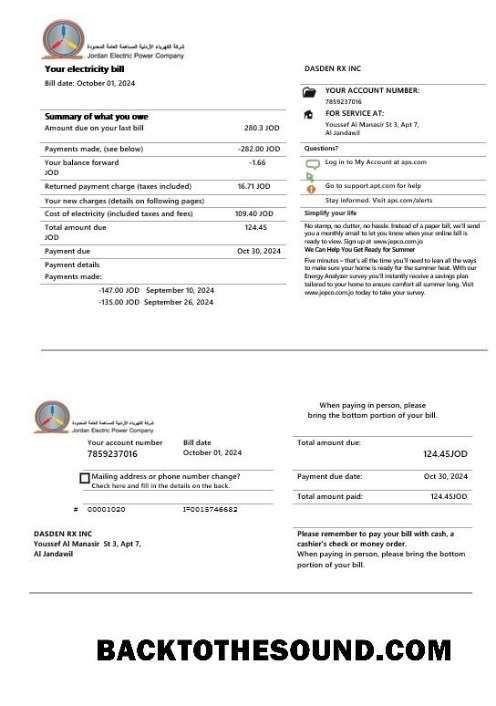 شركة الكهرباء الأردنية المساهمة العامة المحدودة
Jordan Electric Power Company
Your electricity bill
Bill date: October 01, 2024
Summary of what you owe
Amount due on your last bill 280.3 JOD
Payments made, (see below) -282.00 JOD
Your balance forward -1.66
JOD
Returned payment charge (taxes included) 16.71 JOD
Your new charges (details on following pages)
Cost of electricity (included taxes and fees) 109.40 JOD
Total amount due 124.45
JOD
Payment due Oct 30, 2024
Payment details
Payments made:
-147.00 JOD September 10, 2024
-135.00 JOD September 26, 2024
DASDEN RX INC
YOUR ACCOUNT NUMBER:
7859237016
FOR SERVICE AT:
Youssef Al Manasir St 3, Apt 7,
Al Jandawil
Questions?
Log in to My Account at aps.com
Go to support.apt.com for help
Stay informed. Visit aps.com/alerts
Simplify your life
No stamp, no clutter, no hassle. Instead of a paper bill, we'll send
you a monthly email to let you know when your online bill is
ready to view. Sign up at www.jepco.com.jo
We Can Help You Get Ready for Summer
Five minutes – that's all the time you'll need to lean all the ways
to make sure your home is ready for the summer heat. With our
Energy Analyzer survey you'll instantly receive a savings plan
tailored to your home to ensure comfort all summer long. Visit
www.jepco.com.jo today to take your survey.
شركة الكهرباء الأردنية المساهمة العامة المحدودة
Jordan Electric Power Company
When paying in person, please
bring the bottom portion of your bill.
Your account number Bill date
7859237016 October 01, 2024
Mailing address or phone number change?
Check here and fill in the details on the back.
# 00001020 I=0015746682
DASDEN RX INC
Youssef Al Manasir St 3, Apt 7,
Al Jandawil
Total amount due:
124.45JOD
Payment due date: Oct 30, 2024
Total amount paid: 124.45JOD
Please remember to pay your bill with cash, a
cashier's check or money order.
When paying in person, please bring the bottom
portion of your bill.
BACKTOTHESOUND.COM